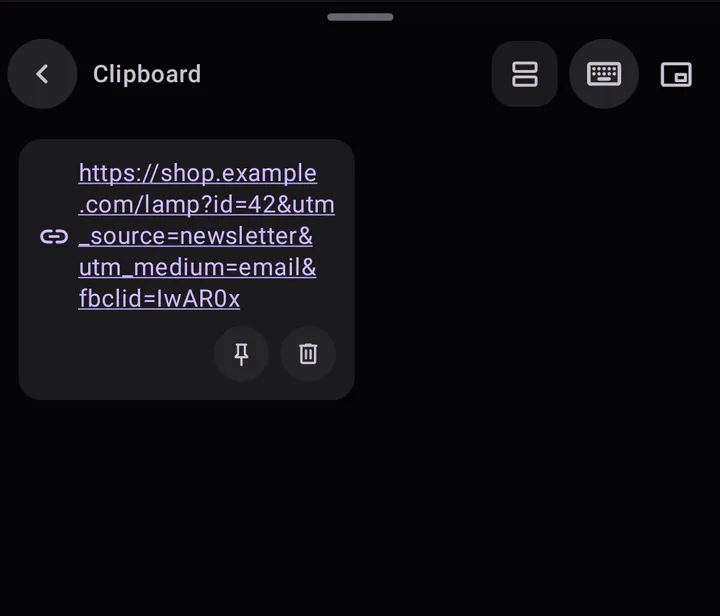 Clipboard
https://shop.example
.com/lamp?id=42&utm
_source=newsletter&
utm_medium=email&
fbclid=IwAR0x